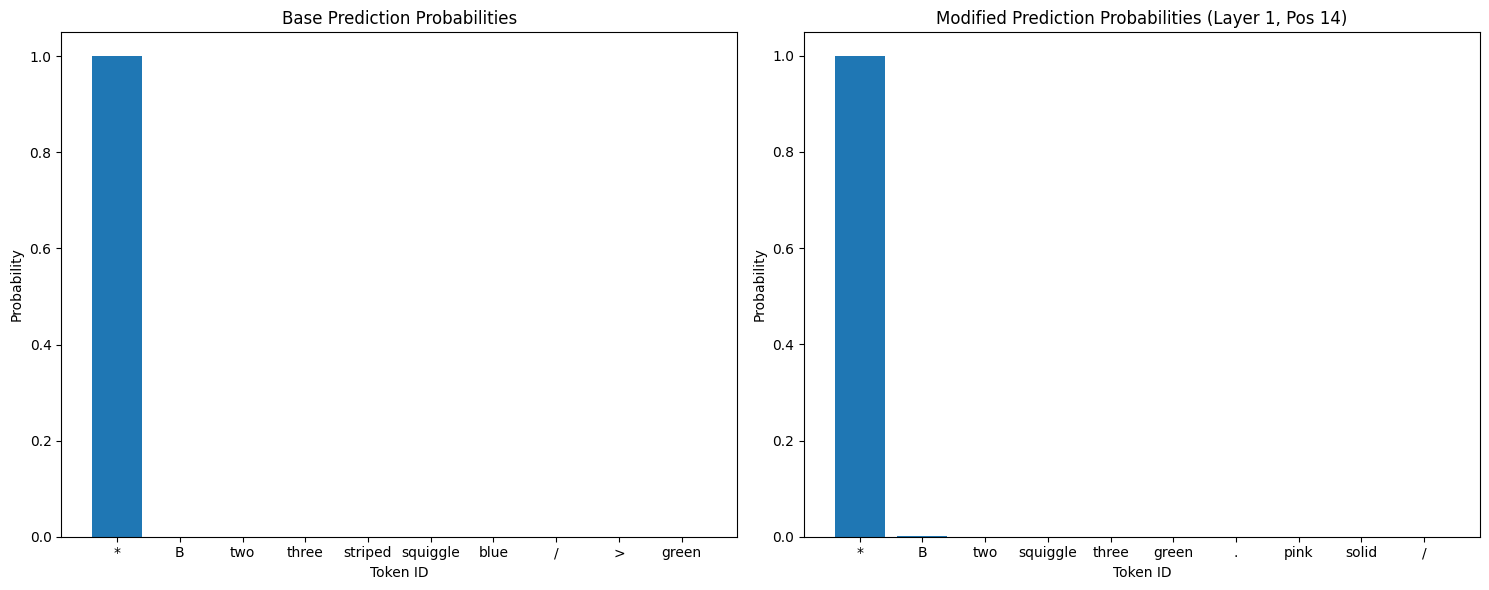 Base Prediction Probabilities
Probability
1.0
0.8
0.6
0.4
0.2
0.0
* B two three striped squiggle blue / > green
Token ID
Modified Prediction Probabilities (Layer 1, Pos 14)
Probability
1.0
0.8
0.6
0.4
0.2
0.0
* B two squiggle three green . pink solid /
Token ID